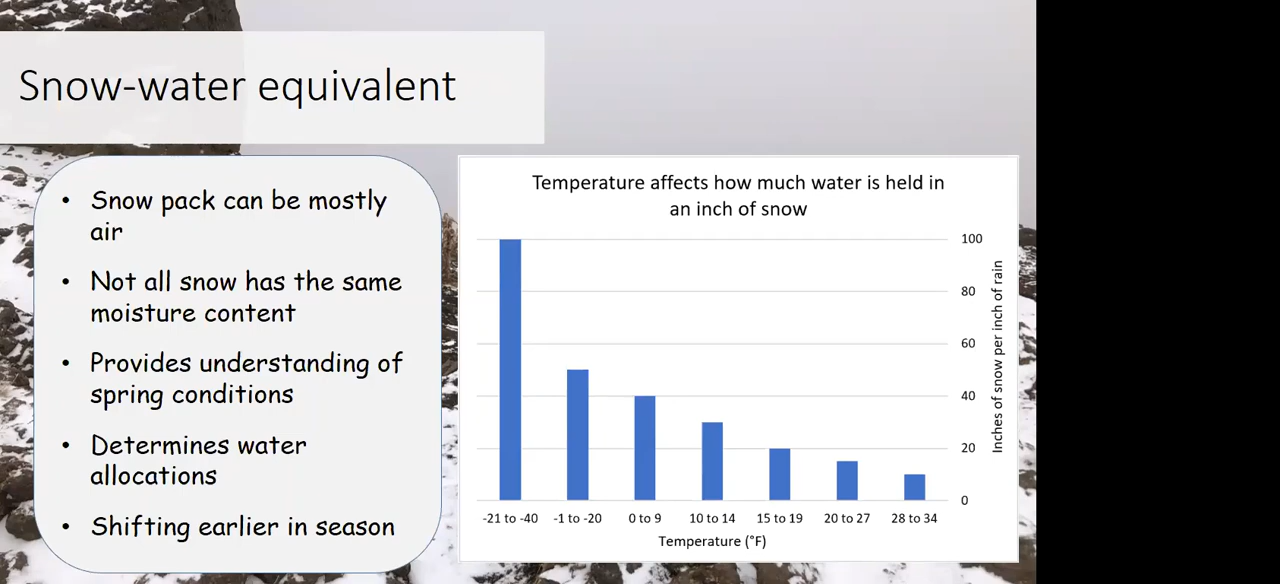 Snow-water equivalent
• Snow pack can be mostly
air
• Not all snow has the same
moisture content
• Provides understanding of
spring conditions
• Determines water
allocations
• Shifting earlier in season
Temperature affects how much water is held in
an inch of snow
100
80
60
40
20
0
Inches of snow per inch of rain
-21 to -40 -1 to -20 0 to 9 10 to 14 15 to 19 20 to 27 28 to 34
Temperature (°F)